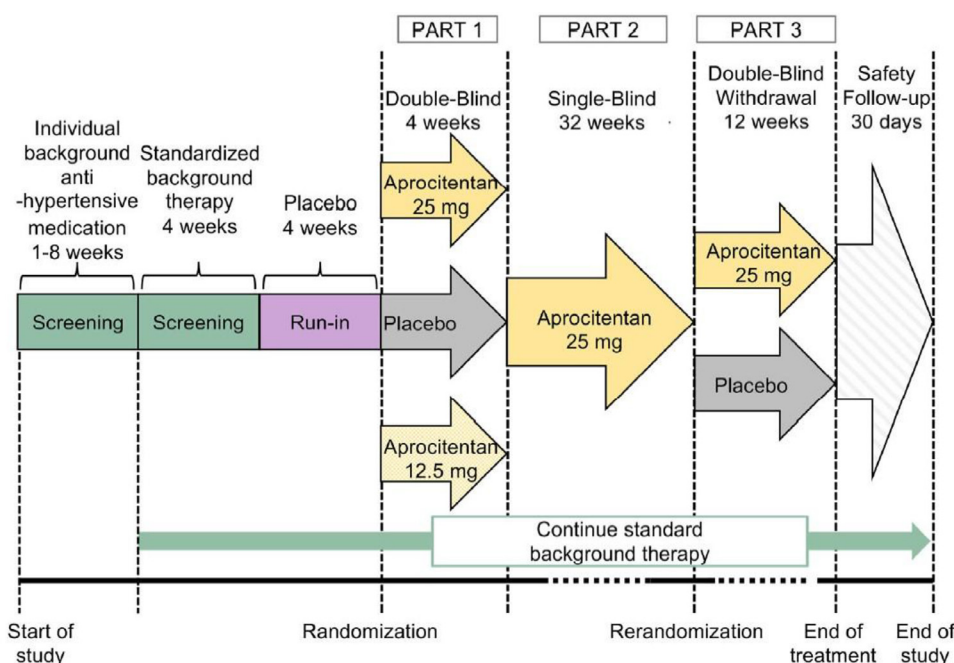 PART 1
PART 2
PART 3
Double-Blind
4 weeks
Single-Blind
32 weeks
Double-Blind
Withdrawal
12 weeks
Safety
Follow-up
30 days
Individual
background
anti
-hypertensive
medication
1-8 weeks
Standardized
background
therapy
4 weeks
Placebo
4 weeks
Aprocitentan
25 mg
Screening
Screening
Run-in
Placebo
Aprocitentan
25 mg
Aprocitentan
25 mg
Placebo
Aprocitentan
12.5 mg
Continue standard
background therapy
Start of
study
Randomization
Rerandomization
End of
treatment
End of
study